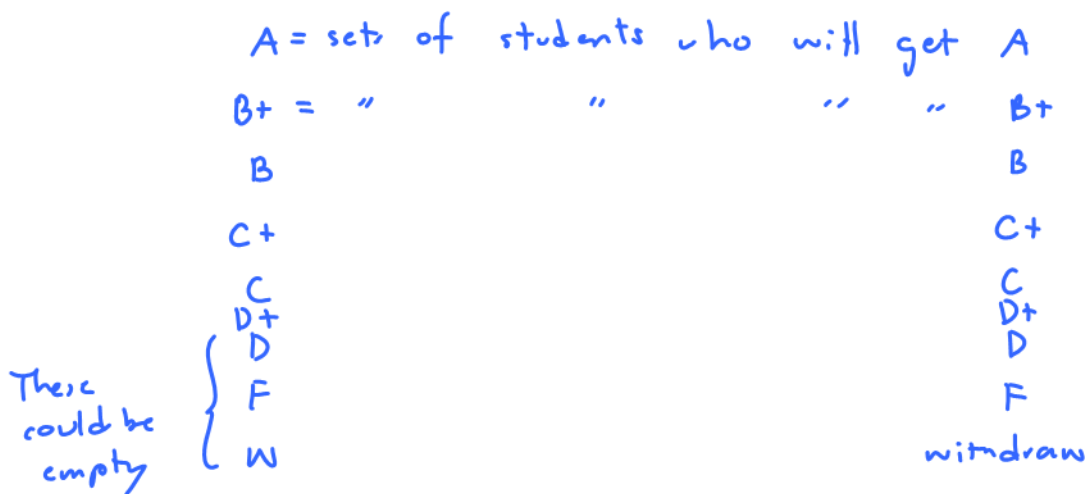 A = sets of students who will get A
B+ = " " " " B+
B B
C+ C+
C C
D+ D+
D D
These could be empty { F F
W withdraw